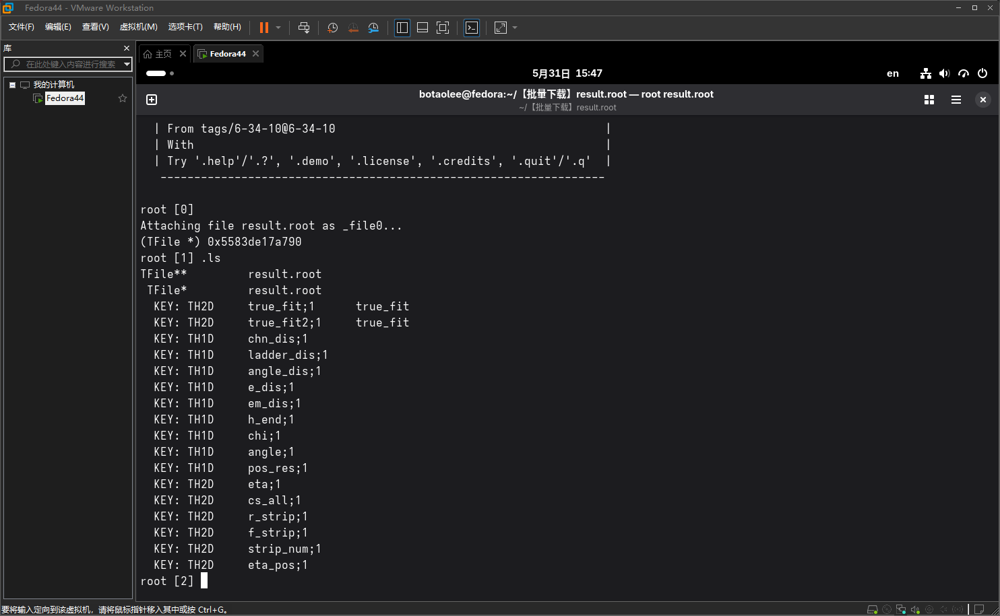 Fedora44 - VMware Workstation
文件(F) 编辑(E) 查看(V) 虚拟机(M) 选项卡(T) 帮助(H)
库
在此处键入内容进行搜索
我的计算机
Fedora44
主页
Fedora44
5月31日 15:47
en
botaolee@fedora:~/【批量下载】result.root — root result.root
~/【批量下载】result.root
| From tags/6-34-10@6-34-10 |
| With |
| Try '.help'/'.?', '.demo', '.license', '.credits', '.quit'/'.q' |
------------------------------------------------------------------
root [0]
Attaching file result.root as _file0...
(TFile *) 0x5583de17a790
root [1] .ls
TFile** result.root
TFile* result.root
KEY: TH2D true_fit;1 true_fit
KEY: TH2D true_fit2;1 true_fit
KEY: TH1D chn_dis;1
KEY: TH1D ladder_dis;1
KEY: TH1D angle_dis;1
KEY: TH1D e_dis;1
KEY: TH1D em_dis;1
KEY: TH1D h_end;1
KEY: TH1D chi;1
KEY: TH1D angle;1
KEY: TH1D pos_res;1
KEY: TH2D eta;1
KEY: TH2D cs_all;1
KEY: TH2D r_strip;1
KEY: TH2D f_strip;1
KEY: TH2D strip_num;1
KEY: TH2D eta_pos;1
root [2]
要将输入定向到该虚拟机，请将鼠标指针移入其中或按 Ctrl+G。